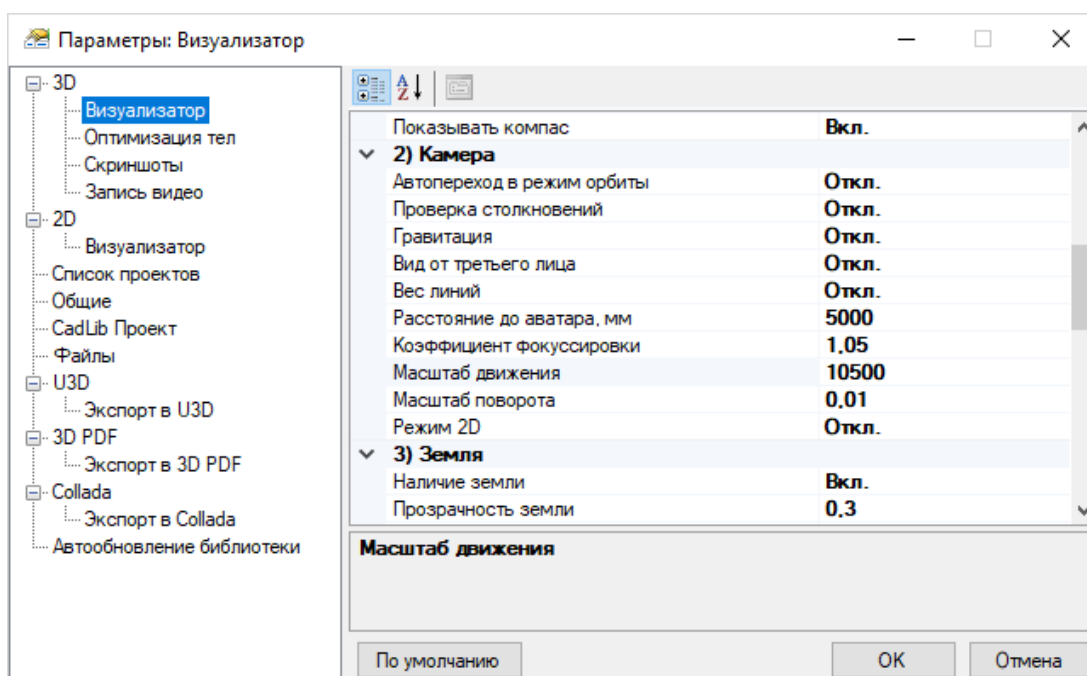 Параметры: Визуализатор
3D
Визуализатор
Оптимизация тел
Скриншоты
Запись видео
2D
Визуализатор
Список проектов
Общие
CadLib Проект
Файлы
U3D
Экспорт в U3D
3D PDF
Экспорт в 3D PDF
Collada
Экспорт в Collada
Автообновление библиотеки
A
Z
Показывать компас Вкл.
2) Камера
Автопереход в режим орбиты Откл.
Проверка столкновений Откл.
Гравитация Откл.
Вид от третьего лица Откл.
Вес линий Откл.
Расстояние до аватара, мм 5000
Коэффициент фокуссировки 1,05
Масштаб движения 10500
Масштаб поворота 0,01
Режим 2D Откл.
3) Земля
Наличие земли Вкл.
Прозрачность земли 0,3
Масштаб движения
По умолчанию OK Отмена